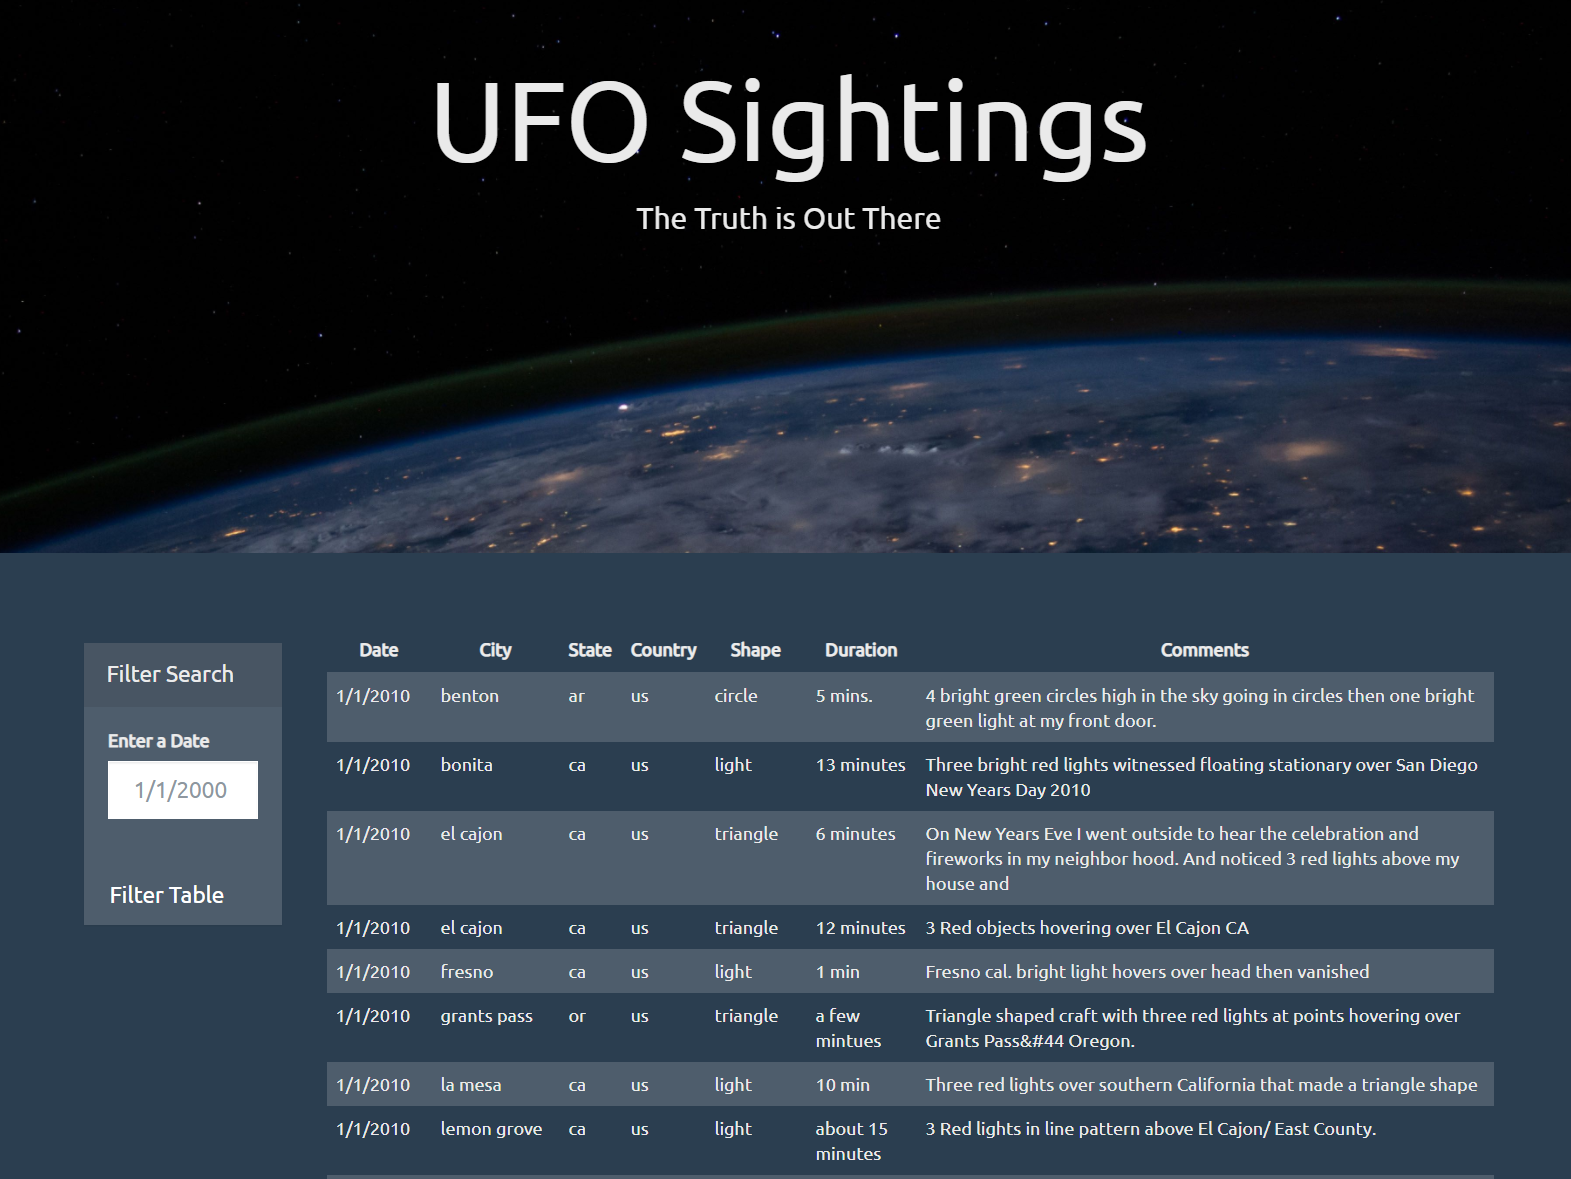 UFO Sightings
The Truth is Out There
Filter Search
Enter a Date
1/1/2000
Filter Table
Date City State Country Shape Duration Comments
1/1/2010 benton ar us circle 5 mins. 4 bright green circles high in the sky going in circles then one bright
green light at my front door.
1/1/2010 bonita ca us light 13 minutes Three bright red lights witnessed floating stationary over San Diego
New Years Day 2010
1/1/2010 el cajon ca us triangle 6 minutes On New Years Eve I went outside to hear the celebration and
fireworks in my neighbor hood. And noticed 3 red lights above my
house and
1/1/2010 el cajon ca us triangle 12 minutes 3 Red objects hovering over El Cajon CA
1/1/2010 fresno ca us light 1 min Fresno cal. bright light hovers over head then vanished
1/1/2010 grants pass or us triangle a few Triangle shaped craft with three red lights at points hovering over
mintues Grants Pass&#44 Oregon.
1/1/2010 la mesa ca us light 10 min Three red lights over southern California that made a triangle shape
1/1/2010 lemon grove ca us light about 15 3 Red lights in line pattern above El Cajon/ East County.
minutes